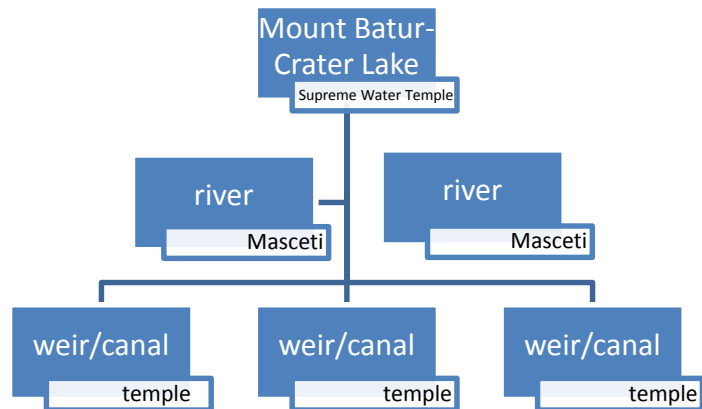 Mount Batur-
Crater Lake
Supreme Water Temple
river
Masceti
river
Masceti
weir/canal
temple
weir/canal
temple
weir/canal
temple